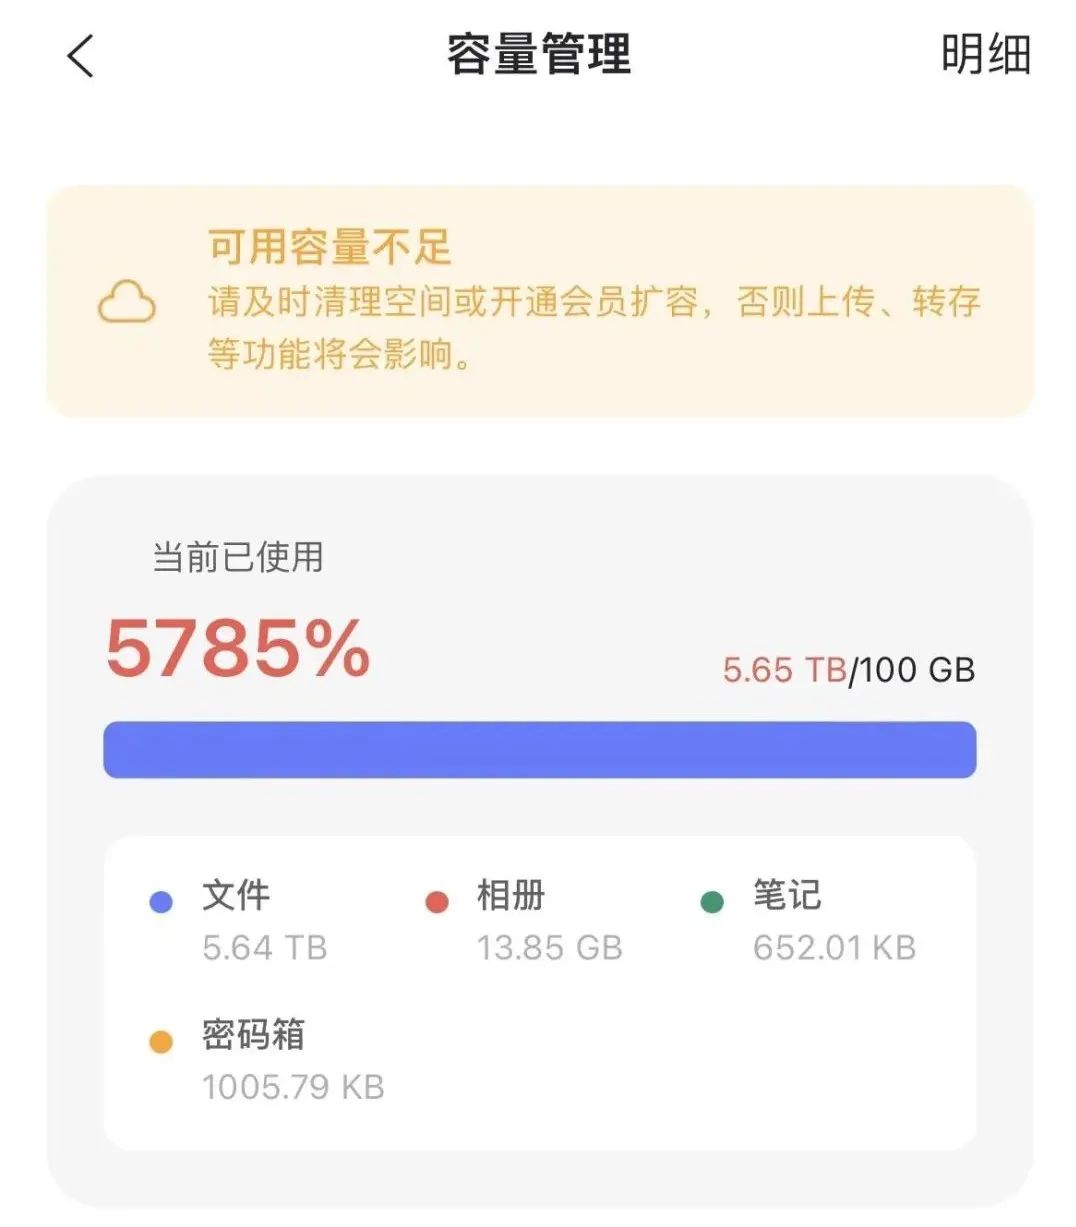 容量管理
明细
可用容量不足
请及时清理空间或开通会员扩容，否则上传、转存
等功能将会影响。
当前已使用
5785%
5.65 TB/100 GB
文件
5.64 TB
相册
13.85 GB
笔记
652.01 KB
密码箱
1005.79 KB